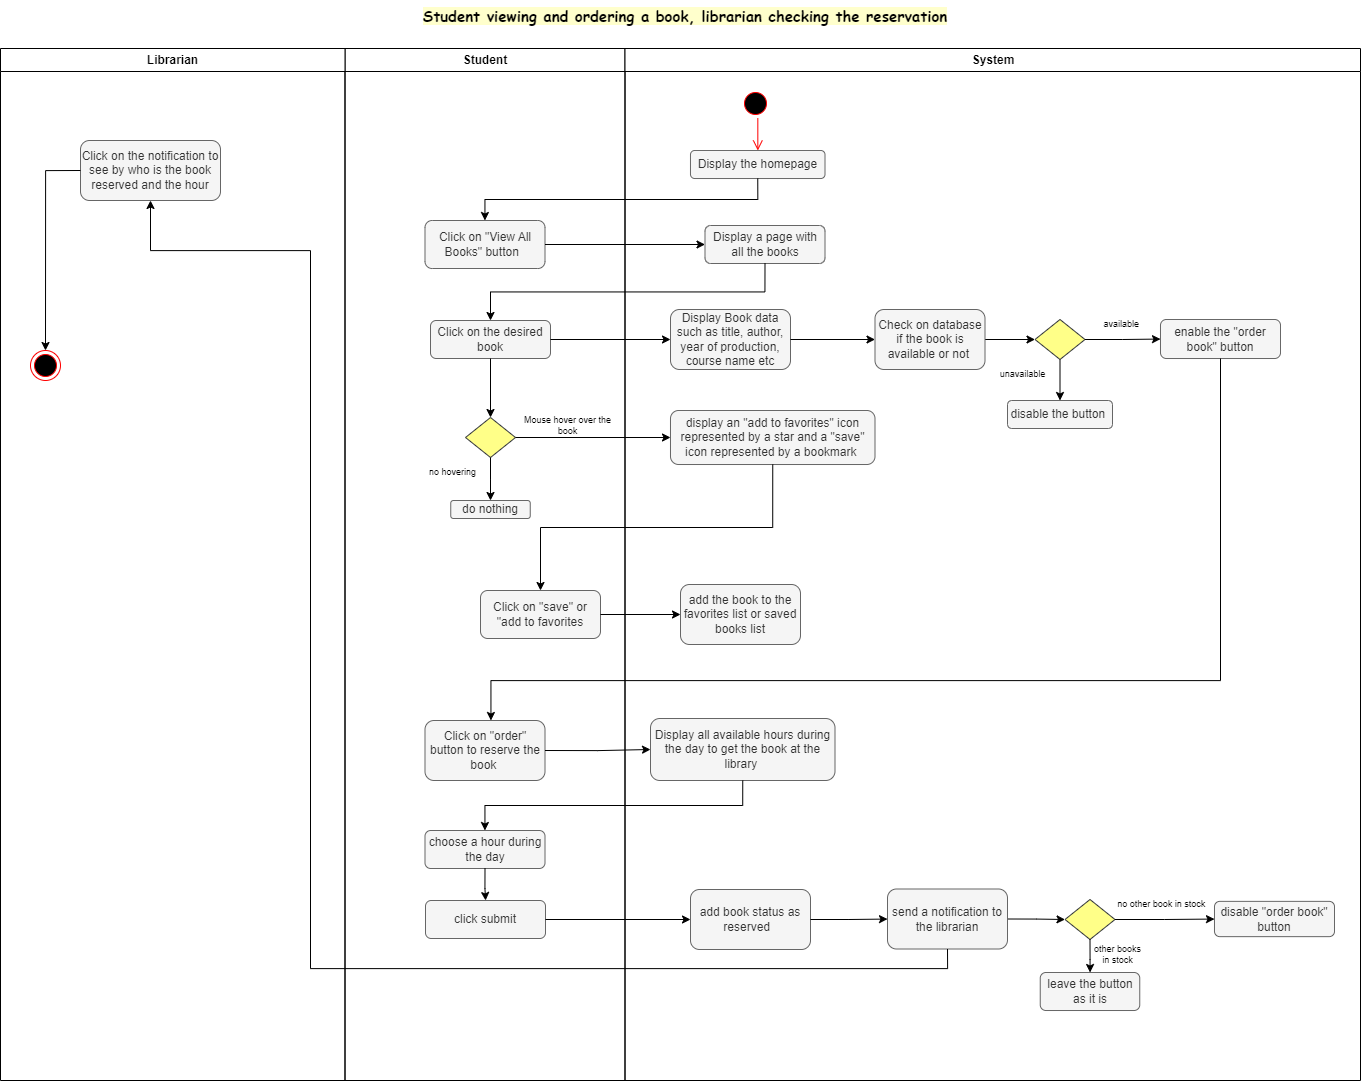 Student viewing and ordering a book, librarian checking the reservation
Librarian
Student
System
Click on the notification to
see by who is the book
reserved and the hour
Display the homepage
Click on "View All
Books" button
Display a page with
all the books
Click on the desired
book
Display Book data
such as title, author,
year of production,
course name etc
Check on database
if the book is
available or not
available
enable the "order
book" button
unavailable
disable the button
Mouse hover over the
book
display an "add to favorites" icon
represented by a star and a "save"
icon represented by a bookmark
no hovering
do nothing
Click on "save" or
"add to favorites
add the book to the
favorites list or saved
books list
Click on "order"
button to reserve the
book
Display all available hours during
the day to get the book at the
library
choose a hour during
the day
click submit
add book status as
reserved
send a notification to
the librarian
no other book in stock
disable "order book"
button
other books
in stock
leave the button
as it is